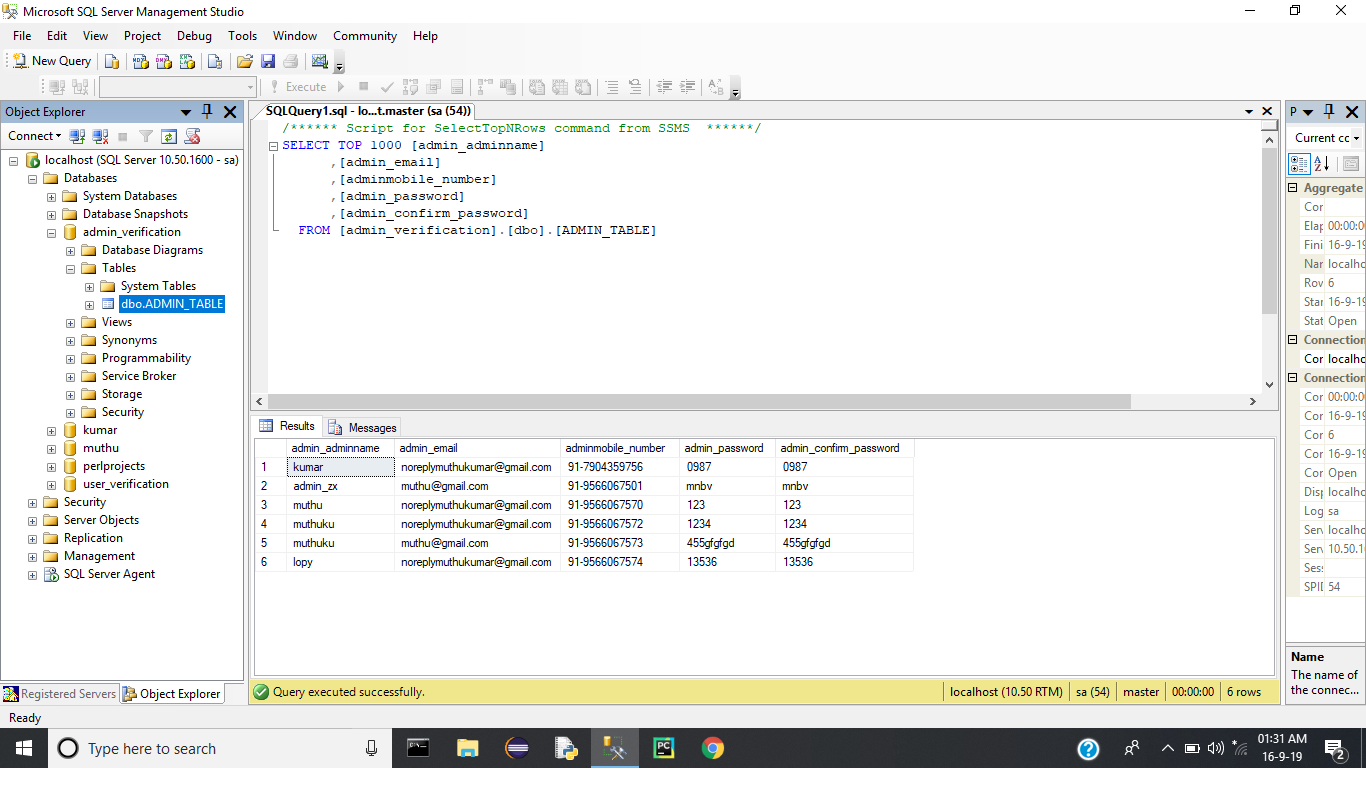 Microsoft SQL Server Management Studio
File Edit View Project Debug Tools Window Community Help
New Query
Execute
Object Explorer
Connect
localhost (SQL Server 10.50.1600 - sa)
Databases
System Databases
Database Snapshots
admin_verification
Database Diagrams
Tables
System Tables
dbo.ADMIN_TABLE
Views
Synonyms
Programmability
Service Broker
Storage
Security
kumar
muthu
perlprojects
user_verification
Security
Server Objects
Replication
Management
SQL Server Agent
Registered Servers Object Explorer
SQLQuery1.sql - lo...t.master (sa (54))
/****** Script for SelectTopNRows command from SSMS ******/
SELECT TOP 1000 [admin_adminname]
,[admin_email]
,[adminmobile_number]
,[admin_password]
,[admin_confirm_password]
FROM [admin_verification].[dbo].[ADMIN_TABLE]
Results Messages
admin_adminname admin_email adminmobile_number admin_password admin_confirm_password
1 kumar noreplymuthukumar@gmail.com 91-7904359756 0987 0987
2 admin_zx muthu@gmail.com 91-9566067501 mnbv mnbv
3 muthu noreplymuthukumar@gmail.com 91-9566067570 123 123
4 muthuku noreplymuthukumar@gmail.com 91-9566067572 1234 1234
5 muthuku muthu@gmail.com 91-9566067573 455gfgfgd 455gfgfgd
6 lopy noreplymuthukumar@gmail.com 91-9566067574 13536 13536
Query executed successfully. localhost (10.50 RTM) sa (54) master 00:00:00 6 rows
P
Current cc
Aggregate
Cor
Elap 00:00:0
Fini 16-9-19
Nar localho
Rov 6
Star 16-9-19
Stat Open
Connection
Cor localho
Connection
Cor 00:00:0
Cor 16-9-19
Cor 6
Cor 16-9-19
Cor Open
Disp localho
Log sa
Sen localho
Sen 10.50.1
Ses:
SPII 54
Name
The name of
the connec...
Ready
Type here to search
PC
01:31 AM
16-9-19
2